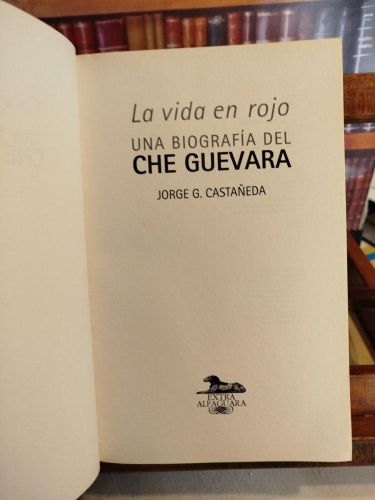 La vida en rojo
UNA BIOGRAFÍA DEL
CHE GUEVARA
JORGE G. CASTAÑEDA
EXTRA
ALFAGUARA